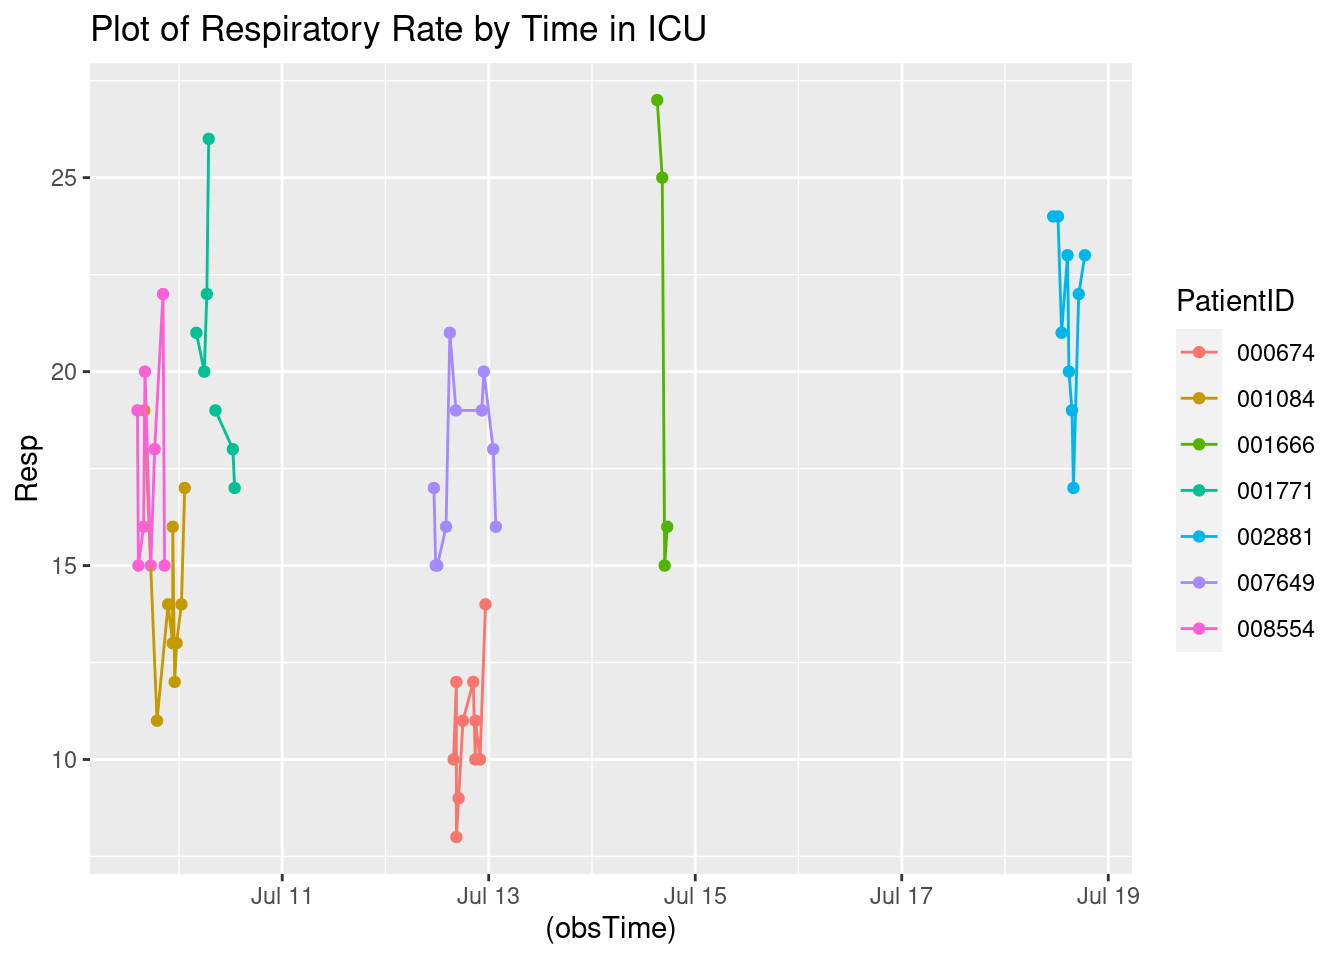 Plot of Respiratory Rate by Time in ICU
Resp
25
20
15
10
Jul 11 Jul 13 Jul 15 Jul 17 Jul 19
(obsTime)
PatientID
000674
001084
001666
001771
002881
007649
008554